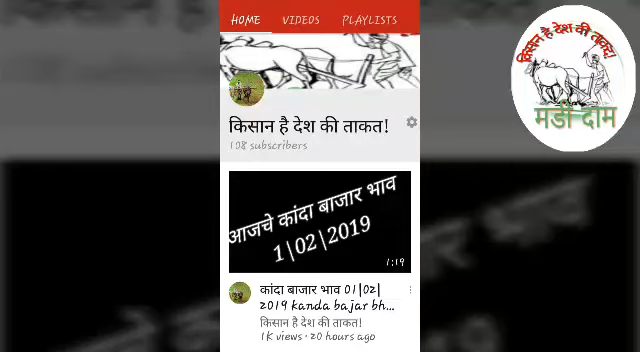 HOME VIDEOS PLAYLISTS
किसान है देश की ताकत!
मंडी दाम
किसान है देश की ताकत!
108 subscribers
आजचे कांदा बाजार भाव
1|02|2019
1:19
कांदा बाजार भाव 01|02|
2019 kanda bajar bh...
किसान है देश की ताकत!
1K views · 20 hours ago